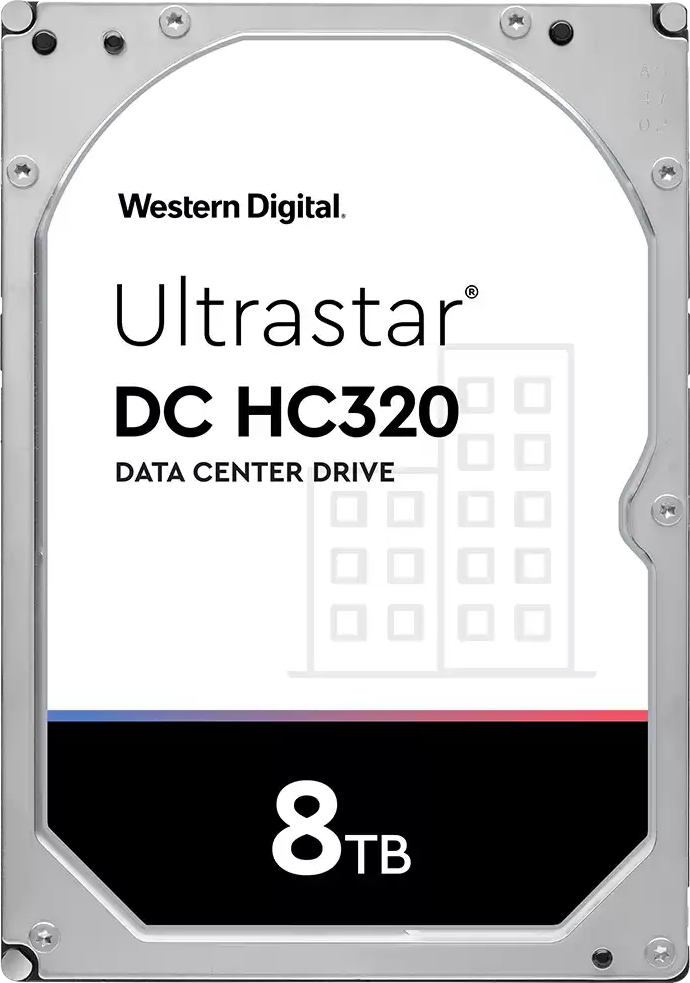 Western Digital.
Ultrastar®
DC HC320
DATA CENTER DRIVE
8TB